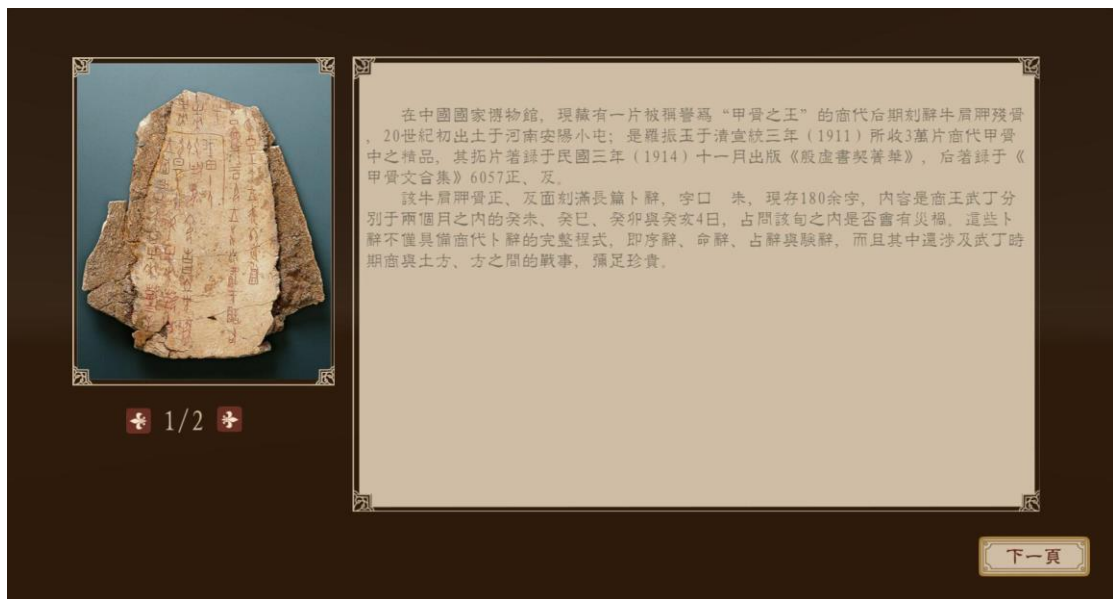 在中國國家博物館，現藏有一片被稱譽爲“甲骨之王”的商代后期刻辭牛肩胛殘骨
，20世紀初出土于河南安陽小屯；是羅振玉于清宣統三年（1911）所收3萬片商代甲骨
中之精品，其拓片著錄于民國三年（1914）十一月出版《殷虛書契菁華》，后著錄于《
甲骨文合集》6057正、反。
該牛肩胛骨正、反面刻滿長篇卜辭，字口 朱，現存180余字，内容是商王武丁分
别于兩個月之内的癸未、癸巳、癸卯與癸亥4日，占問該旬之内是否會有災禍。這些卜
辭不僅具備商代卜辭的完整程式，即序辭、命辭、占辭與驗辭，而且其中還涉及武丁時
期商與土方、方之間的戰事，彌足珍貴。
1/2
下一頁